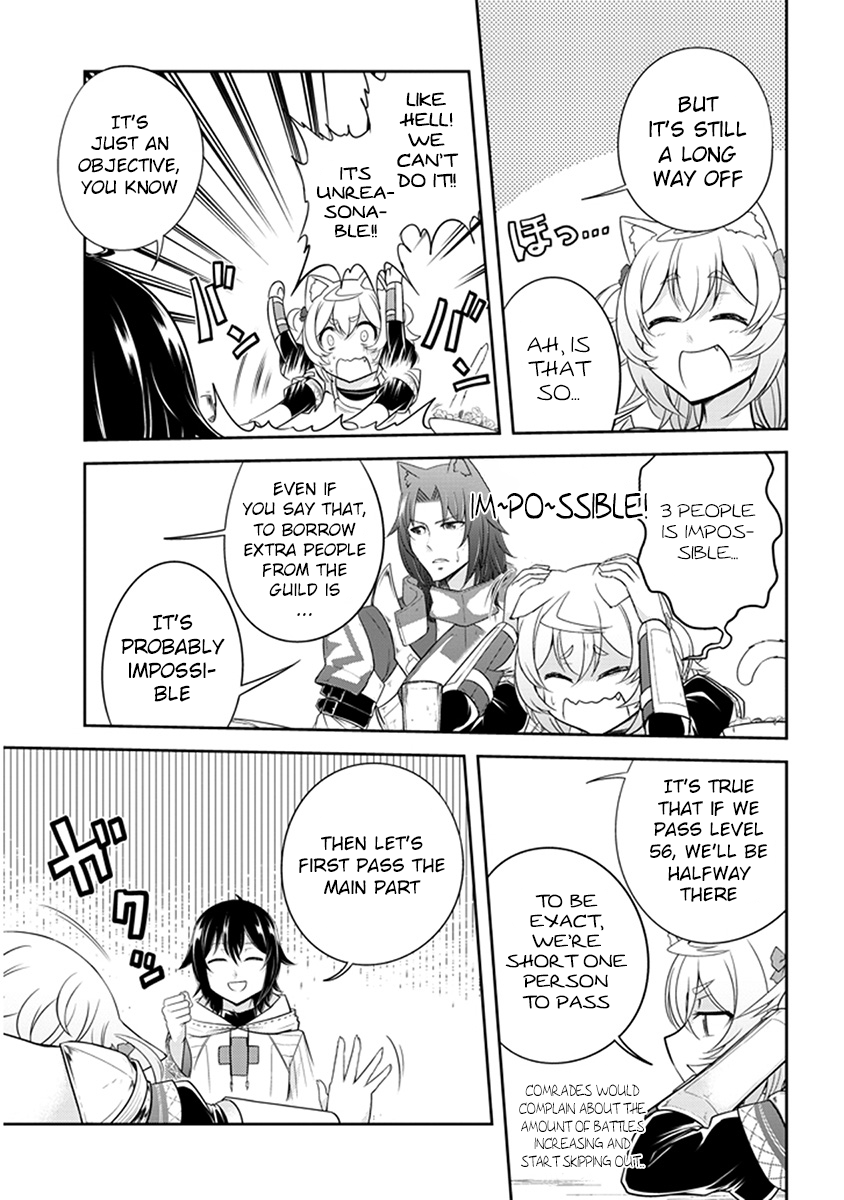 BUT
IT'S STILL
A LONG
WAY OFF
ほっ…
AH, IS
THAT
SO...
LIKE
HELL!
WE
CAN'T
DO IT!!
IT'S
UNREA-
SONA-
BLE!!
IT'S
JUST AN
OBJECTIVE,
YOU KNOW
3 PEOPLE
IS IMPOS-
SIBLE...
IM~PO~SSIBLE!
EVEN IF
YOU SAY THAT,
TO BORROW
EXTRA PEOPLE
FROM THE
GUILD IS
...
IT'S
PROBABLY
IMPOSSI-
BLE
IT'S TRUE
THAT IF WE
PASS LEVEL
56, WE'LL BE
HALFWAY
THERE
TO BE
EXACT,
WE'RE
SHORT ONE
PERSON
TO PASS
COMRADES WOULD
COMPLAIN ABOUT THE
AMOUNT OF BATTLES
INCREASING AND
START SKIPPING OUT...
THEN LET'S
FIRST PASS THE
MAIN PART
ガクッ